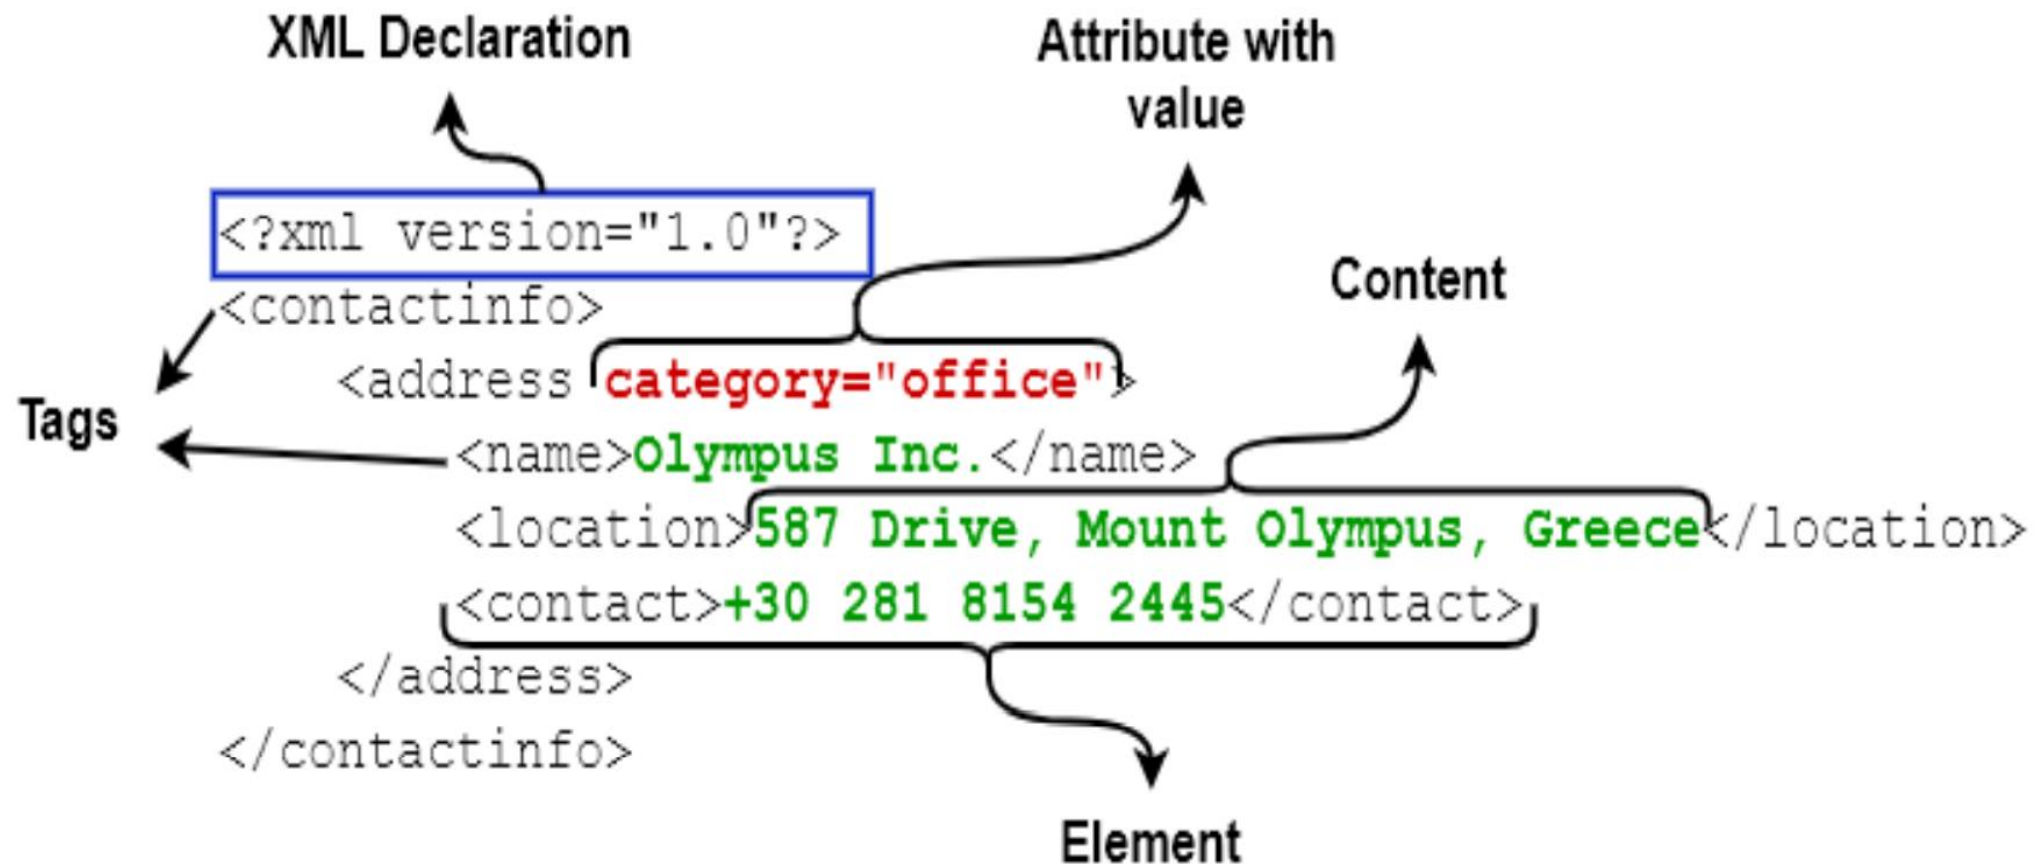 XML Declaration
Attribute with
value
<?xml version="1.0"?>
Content
<contactinfo>
<address category="office">
Tags
<name>Olympus Inc.</name>
<location>587 Drive, Mount Olympus, Greece</location>
<contact>+30 281 8154 2445</contact>
</address>
</contactinfo>
Element